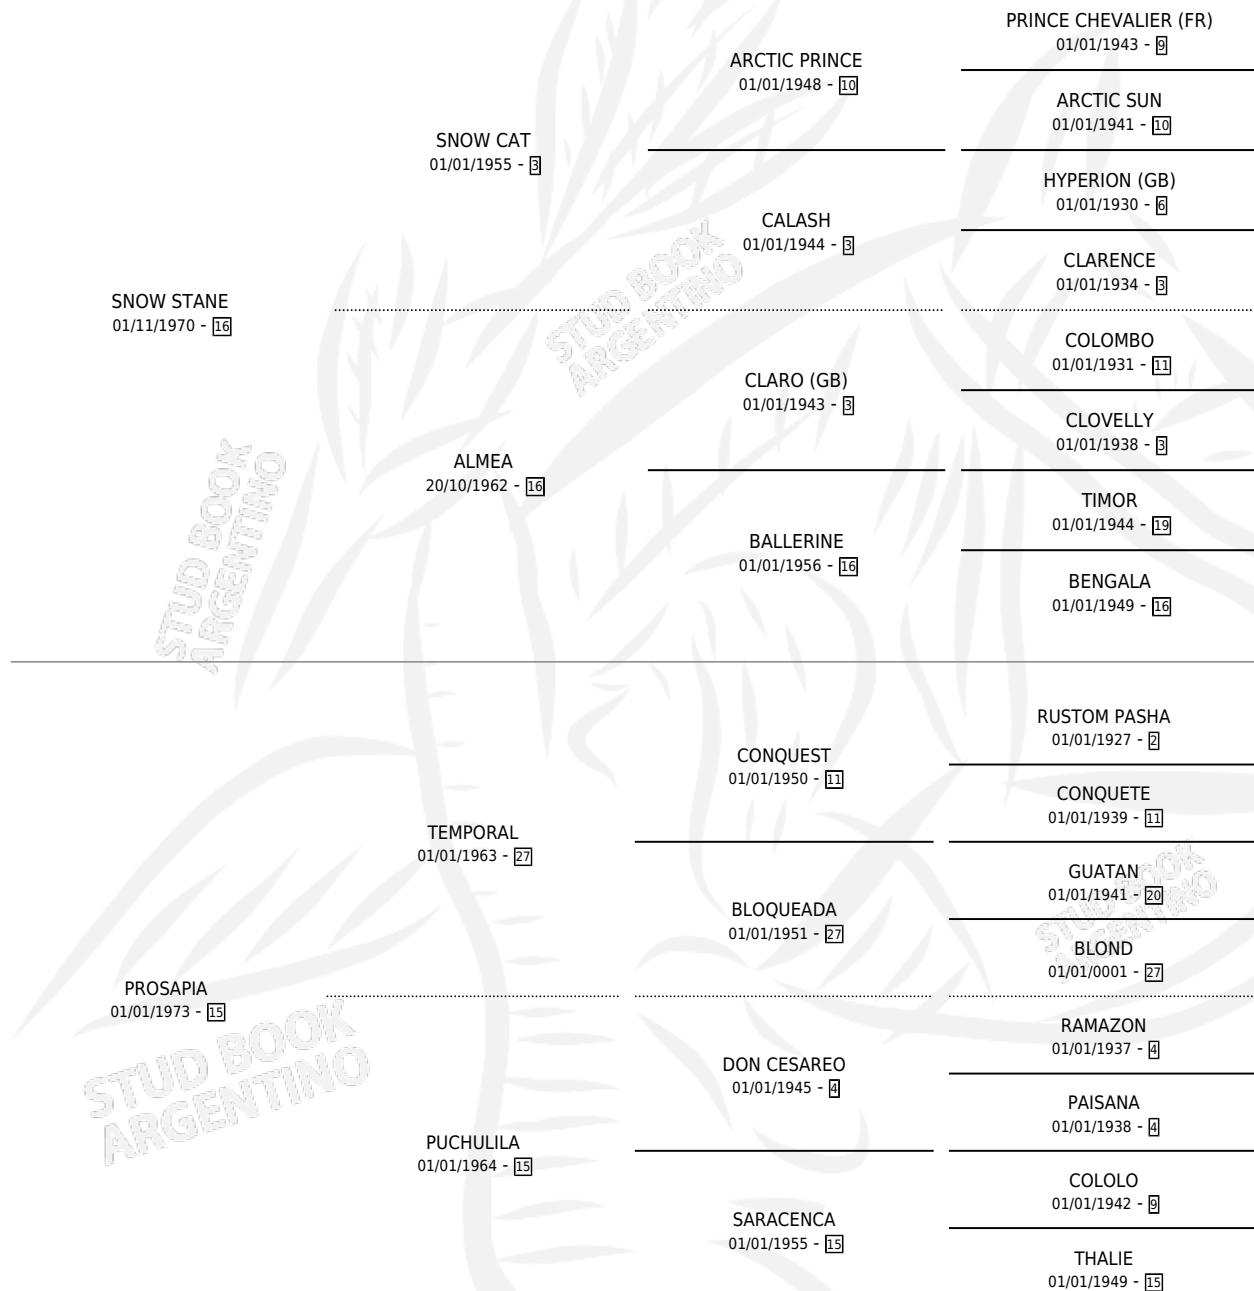 PRINCE CHEVALIER (FR)
01/01/1943 - 9
ARCTIC PRINCE
01/01/1948 - 10
ARCTIC SUN
01/01/1941 - 10
SNOW CAT
01/01/1955 - 3
HYPERION (GB)
01/01/1930 - 6
CALASH
01/01/1944 - 3
CLARENCE
01/01/1934 - 3
SNOW STANE
01/11/1970 - 16
COLOMBO
01/01/1931 - 11
CLARO (GB)
01/01/1943 - 3
CLOVELLY
01/01/1938 - 3
ALMEA
20/10/1962 - 16
TIMOR
01/01/1944 - 19
BALLERINE
01/01/1956 - 16
BENGALA
01/01/1949 - 16
RUSTOM PASHA
01/01/1927 - 2
CONQUEST
01/01/1950 - 11
CONQUETE
01/01/1939 - 11
TEMPORAL
01/01/1963 - 27
GUATAN
01/01/1941 - 20
BLOQUEADA
01/01/1951 - 27
BLOND
01/01/0001 - 27
PROSAPIA
01/01/1973 - 15
RAMAZON
01/01/1937 - 4
DON CESAREO
01/01/1945 - 4
PAISANA
01/01/1938 - 4
PUCHULILA
01/01/1964 - 15
COLOLO
01/01/1942 - 9
SARACENCA
01/01/1955 - 15
THALIE
01/01/1949 - 15
STUD BOOK
ARGENTINO
STUD BOOK
ARGENTINO
STUD BOOK
ARGENTINO
STUD BOOK
ARGENTINO